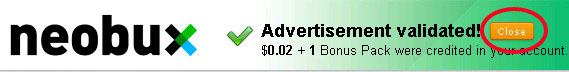 neobux
Advertisement validated! Close
$0.02 + 1 Bonus Pack were credited in your account.